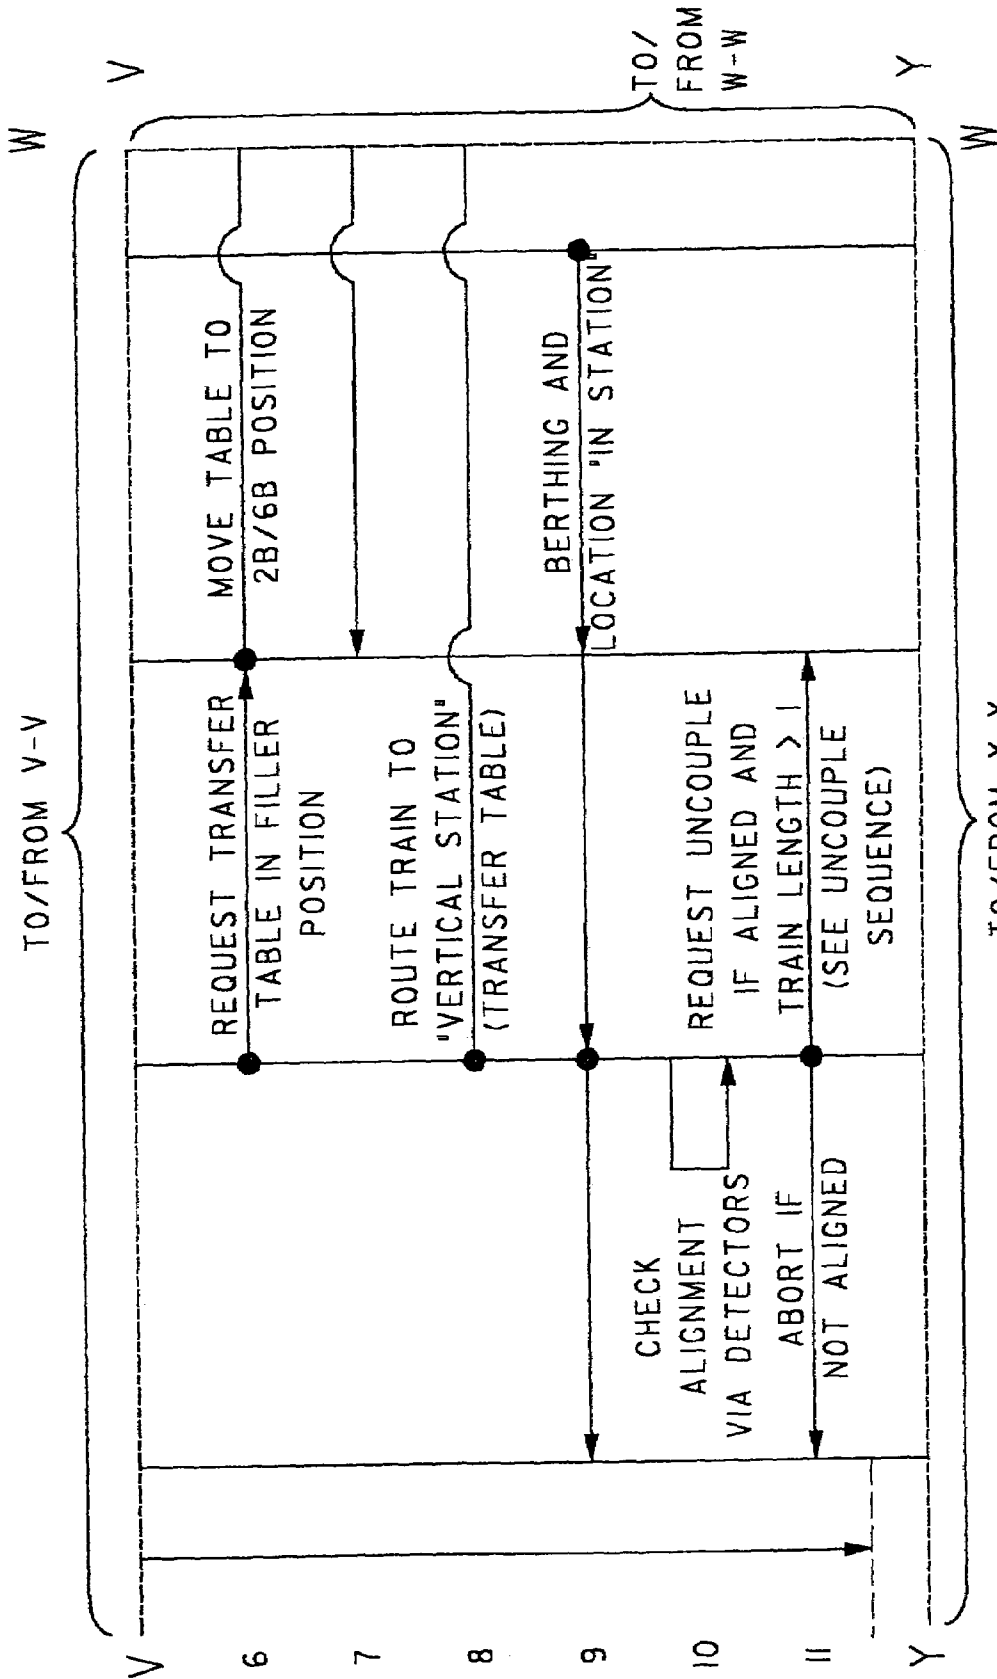 TO/FROM V-V
W
V
V
6
REQUEST TRANSFER
TABLE IN FILLER
POSITION
MOVE TABLE TO
2B/6B POSITION
7
8
ROUTE TRAIN TO
"VERTICAL STATION"
(TRANSFER TABLE)
9
BERTHING AND
LOCATION "IN STATION"
TO/
FROM
W-W
10
CHECK
ALIGNMENT
VIA DETECTORS
REQUEST UNCOUPLE
IF ALIGNED AND
TRAIN LENGTH > 1
(SEE UNCOUPLE
SEQUENCE)
11
ABORT IF
NOT ALIGNED
Y
Y
W